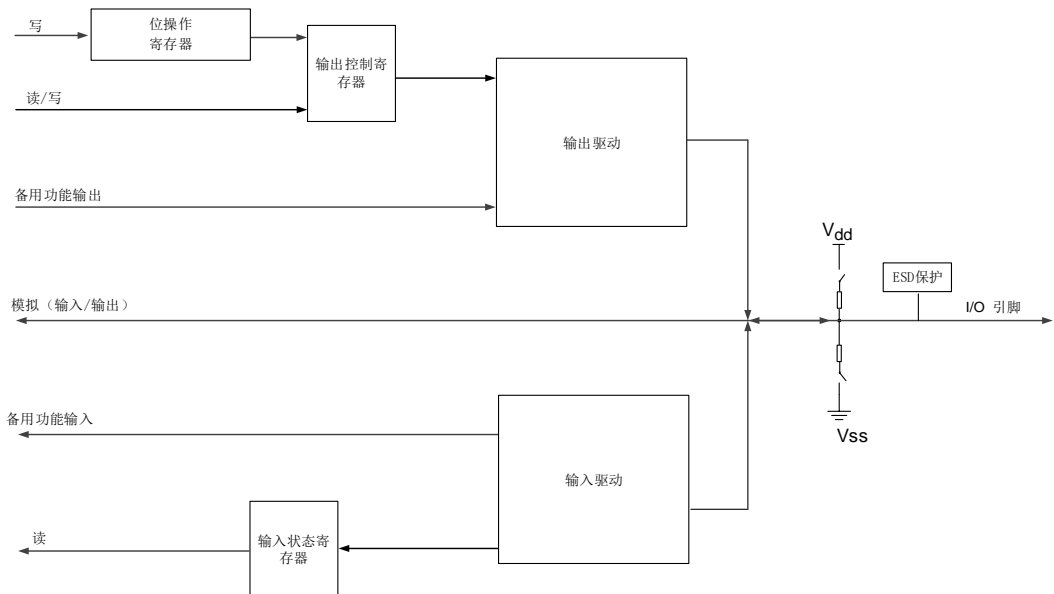 写
位操作
寄存器
输出控制寄
存器
读/写
输出驱动
备用功能输出
Vdd
ESD保护
模拟（输入/输出）
I/O 引脚
备用功能输入
Vss
输入驱动
读
输入状态寄
存器